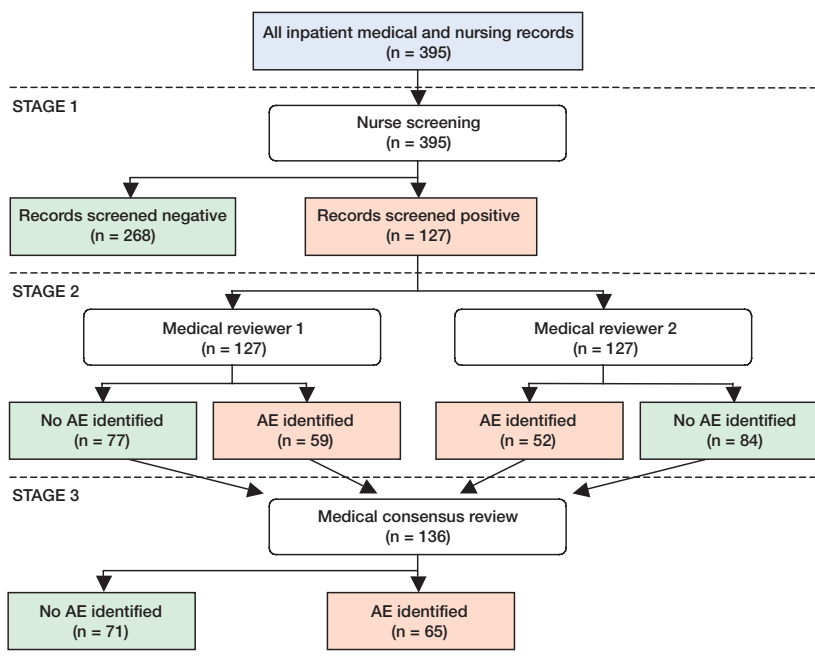 All inpatient medical and nursing records
(n = 395)
STAGE 1
Nurse screening
(n = 395)
Records screened negative
(n = 268)
Records screened positive
(n = 127)
STAGE 2
Medical reviewer 1
(n = 127)
Medical reviewer 2
(n = 127)
No AE identified
(n = 77)
AE identified
(n = 59)
AE identified
(n = 52)
No AE identified
(n = 84)
STAGE 3
Medical consensus review
(n = 136)
No AE identified
(n = 71)
AE identified
(n = 65)